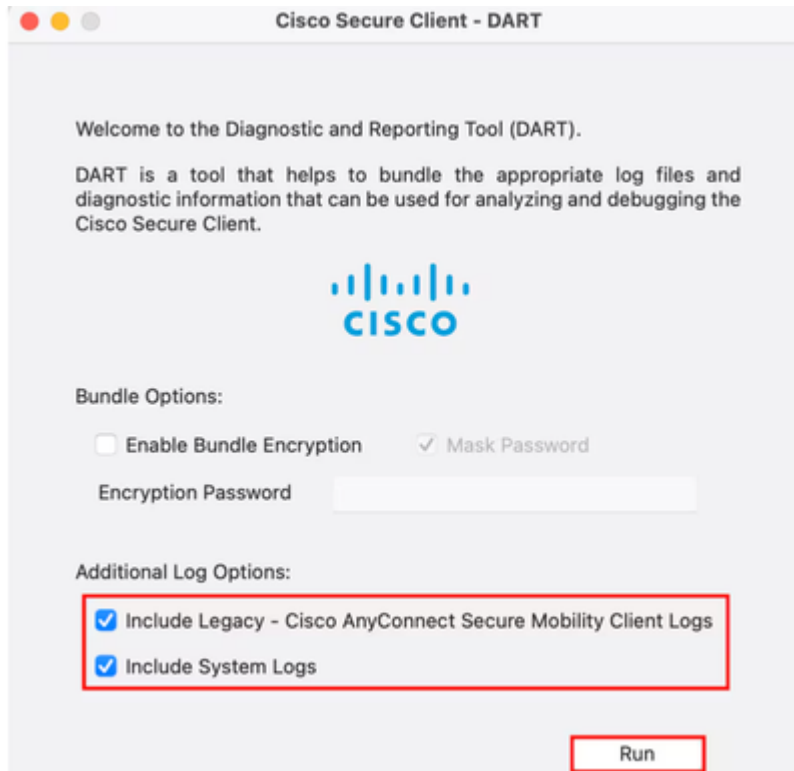 Cisco Secure Client - DART
Welcome to the Diagnostic and Reporting Tool (DART).
DART is a tool that helps to bundle the appropriate log files and
diagnostic information that can be used for analyzing and debugging the
Cisco Secure Client.
CISCO
Bundle Options:
Enable Bundle Encryption Mask Password
Encryption Password
Additional Log Options:
Include Legacy - Cisco AnyConnect Secure Mobility Client Logs
Include System Logs
Run